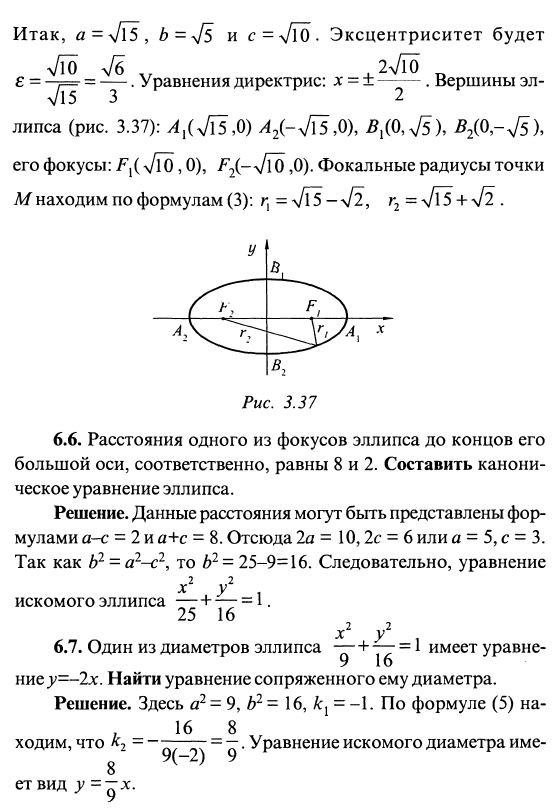 Итак, a = √15, b = √5 и c = √10. Эксцентриситет будет
ε = √10/√15 = √6/3. Уравнения директрис: x = ± 2√10/2. Вершины эл-
липса (рис. 3.37): A₁(√15,0) A₂(-√15,0), B₁(0,√5), B₂(0,-√5),
его фокусы: F₁(√10,0), F₂(-√10,0). Фокальные радиусы точки
M находим по формулам (3): r₁ = √15 - √2, r₂ = √15 + √2.
y
B₁
F₂
F₁
A₂
r₂
r₁
A₁
x
B₂
Рис. 3.37
6.6. Расстояния одного из фокусов эллипса до концов его
большой оси, соответственно, равны 8 и 2. Составить канони-
ческое уравнение эллипса.
Решение. Данные расстояния могут быть представлены фор-
мулами a–c = 2 и a+c = 8. Отсюда 2a = 10, 2c = 6 или a = 5, c = 3.
Так как b² = a²–c², то b² = 25–9=16. Следовательно, уравнение
искомого эллипса x²/25 + y²/16 = 1.
6.7. Один из диаметров эллипса x²/9 + y²/16 = 1 имеет уравне-
ние y=–2x. Найти уравнение сопряженного ему диаметра.
Решение. Здесь a² = 9, b² = 16, k₁ = –1. По формуле (5) на-
ходим, что k₂ = -16/9(-2) = 8/9. Уравнение искомого диаметра име-
ет вид y = 8/9 x.